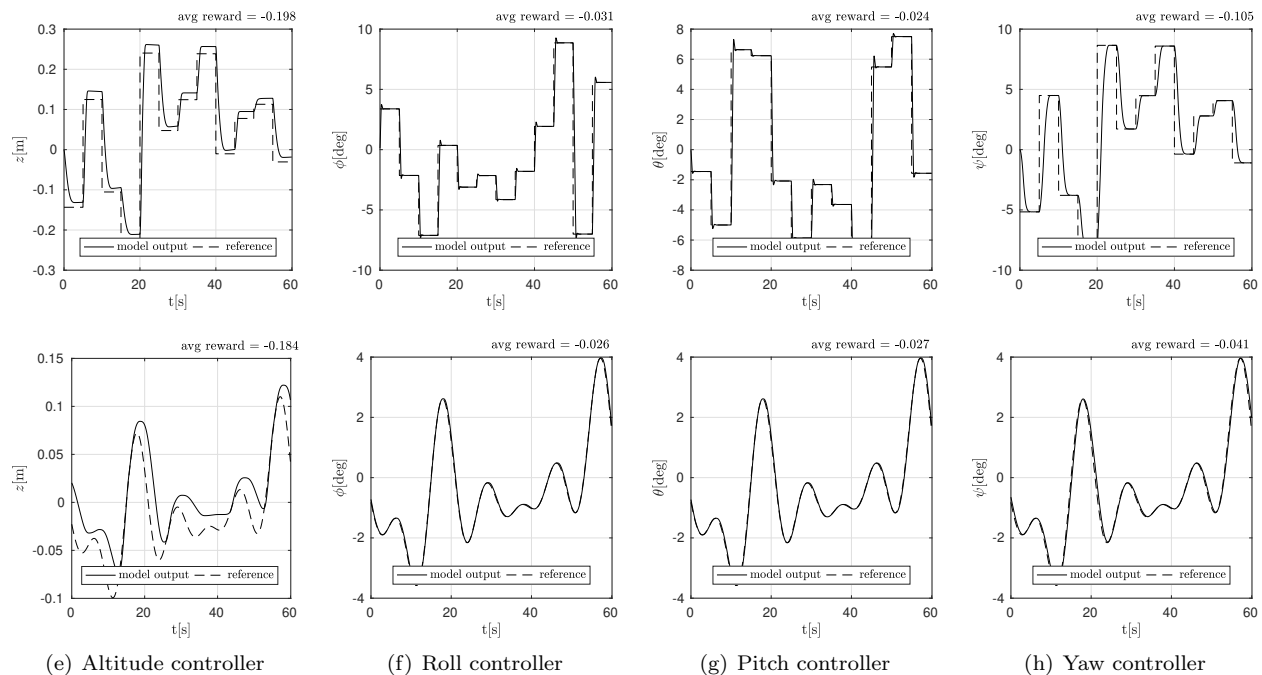 avg reward = -0.198
0.3
0.2
0.1
0
-0.1
-0.2
-0.3
z[m]
model output
reference
0
20
40
60
t[s]
avg reward = -0.031
10
5
0
-5
-10
ϕ[deg]
model output
reference
0
20
40
60
t[s]
avg reward = -0.024
8
6
4
2
0
-2
-4
-6
-8
θ[deg]
model output
reference
0
20
40
60
t[s]
avg reward = -0.105
10
5
0
-5
-10
ψ[deg]
model output
reference
0
20
40
60
t[s]
avg reward = -0.184
0.15
0.1
0.05
0
-0.05
-0.1
z[m]
model output
reference
0
20
40
60
t[s]
avg reward = -0.026
4
2
0
-2
-4
ϕ[deg]
model output
reference
0
20
40
60
t[s]
avg reward = -0.027
4
2
0
-2
-4
θ[deg]
model output
reference
0
20
40
60
t[s]
avg reward = -0.041
4
2
0
-2
-4
ψ[deg]
model output
reference
0
20
40
60
t[s]
(e) Altitude controller
(f) Roll controller
(g) Pitch controller
(h) Yaw controller